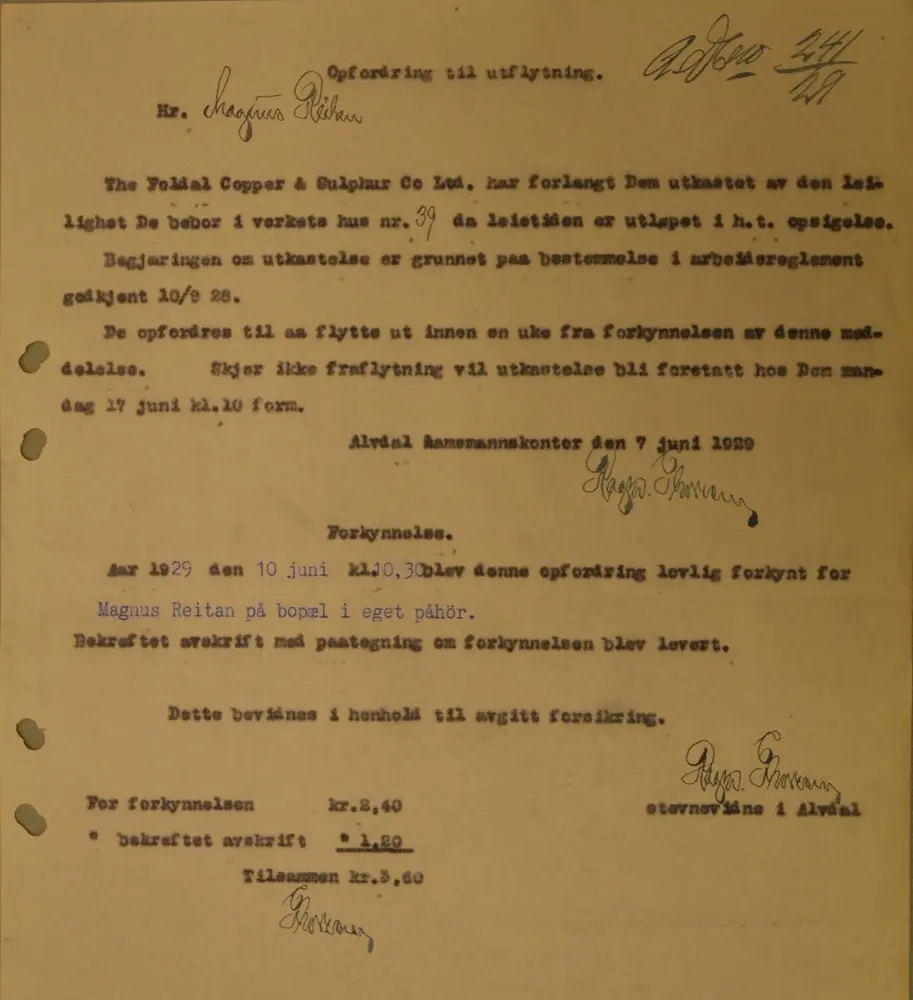 Opfordring til utflytning.
241/29
Hr. Magnus Reitan
The Foldal Copper & Sulphur Co Ltd. har forlangt Dem utkastet av den lei-
lighet De bebor i verkets hus nr. 39 da leietiden er utløpet i h.t. opsigelse.
Begjæringen om utkastelse er grunnet paa bestemmelse i arbeidsreglement
godkjent 10/9 28.
De opfordres til aa flytte ut innen en uke fra forkynnelsen av denne med-
delelse. Skjer ikke fraflytning vil utkastelse bli foretatt hos Dem man-
dag 17 juni kl.10 form.
Alvdal Lensmannskontor den 7 juni 1929
Ragv.
Forkynnelse.
Aar 1929 den 10 juni kl.10,30 blev denne opfordring lovlig forkynt for
Magnus Reitan på bopæl i eget påhör.
Bekreftet avskrift med paategning om forkynnelsen blev levert.
Dette bevidnes i henhold til avgitt forsikring.
Ragv.
For forkynnelsen kr.2,40
stevnevidne i Alvdal
" bekreftet avskrift " 1,20
Tilsammen kr.3,60